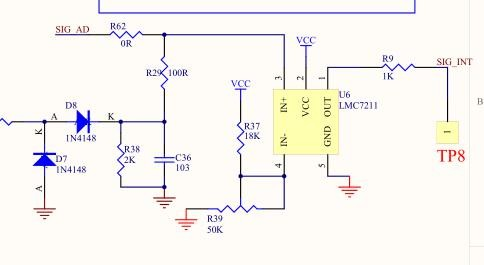 SIG_AD
R62
0R
VCC
R9
1K
SIG_INT
R29
100R
VCC
3
2
1
U6
LMC7211
IN+
VCC
OUT
IN-
GND
4
5
B
1
TP8
D8
A
K
1N4148
R37
18K
K
D7
1N4148
A
R38
2K
C36
103
R39
50K